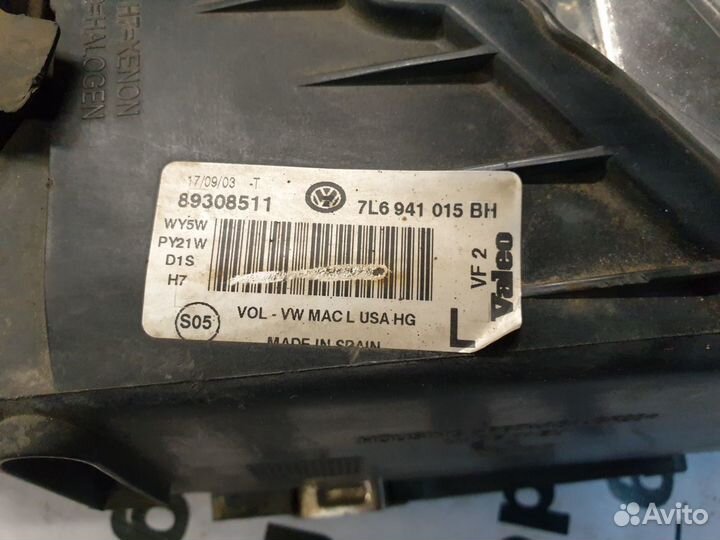 H7=XENON
=HALOGEN
17/09/03 -T
89308511 7L6 941 015 BH
WY5W
PY21W
D1S
H7
VF 2
Valeo
S05
VOL - VW MAC L USA HG
L
MADE IN SPAIN
Avito